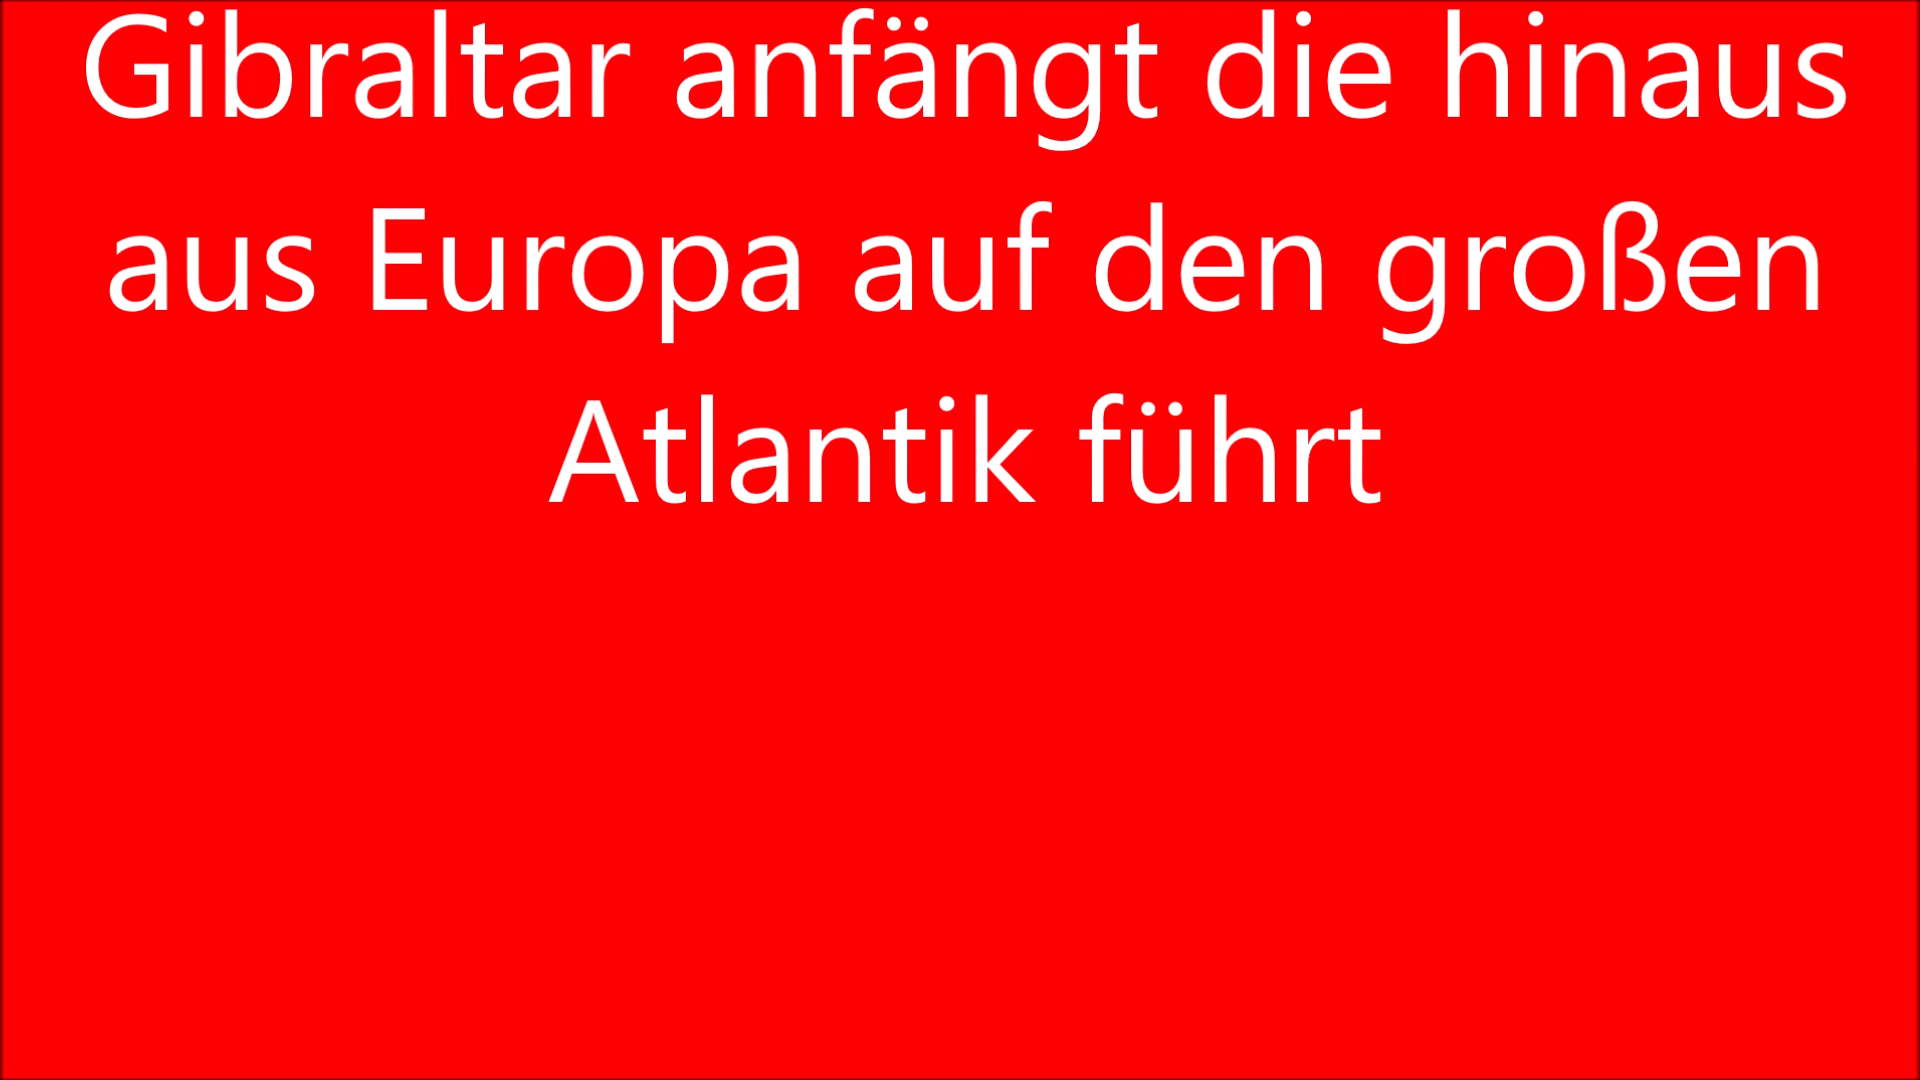 Gibraltar anfängt die hinaus
aus Europa auf den großen
Atlantik führt